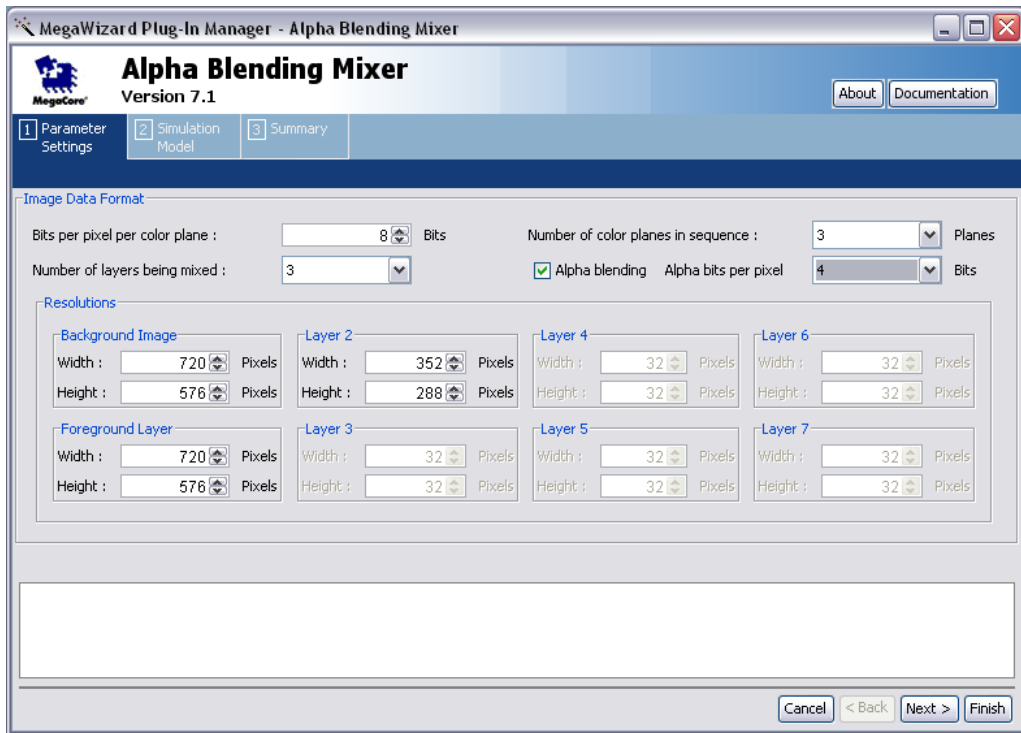 MegaWizard Plug-In Manager - Alpha Blending Mixer
MegaCore®
Alpha Blending Mixer
Version 7.1
About Documentation
1 Parameter Settings
2 Simulation Model
3 Summary
Image Data Format
Bits per pixel per color plane : 8 Bits Number of color planes in sequence : 3 Planes
Number of layers being mixed : 3 Alpha blending Alpha bits per pixel 4 Bits
Resolutions
Background Image Layer 2 Layer 4 Layer 6
Width : 720 Pixels Width : 352 Pixels Width : 32 Pixels Width : 32 Pixels
Height : 576 Pixels Height : 288 Pixels Height : 32 Pixels Height : 32 Pixels
Foreground Layer Layer 3 Layer 5 Layer 7
Width : 720 Pixels Width : 32 Pixels Width : 32 Pixels Width : 32 Pixels
Height : 576 Pixels Height : 32 Pixels Height : 32 Pixels Height : 32 Pixels
Cancel < Back Next > Finish